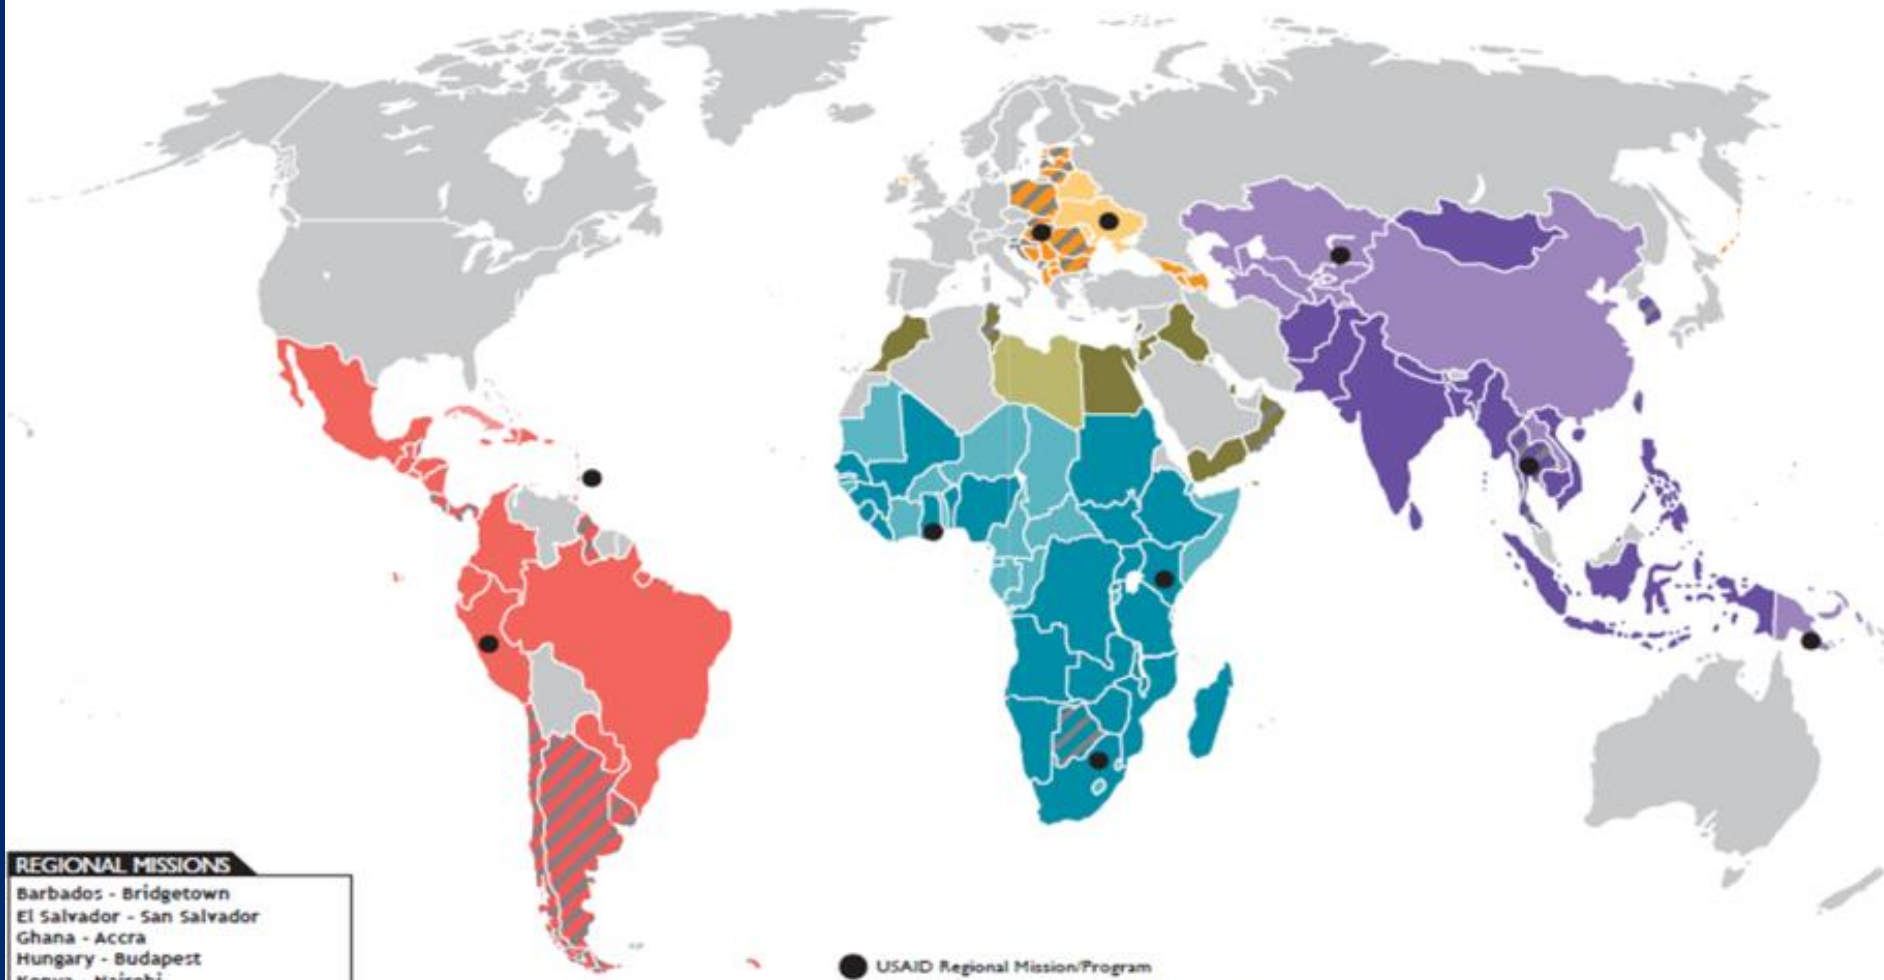 REGIONAL MISSIONS
Barbados - Bridgetown
El Salvador - San Salvador
Ghana - Accra
Hungary - Budapest
USAID Regional Mission/Program